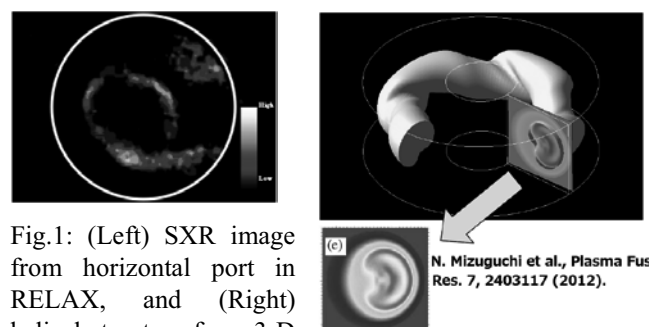 High
Low
Fig.1: (Left) SXR image
from horizontal port in
RELAX, and (Right)
(e)
N. Mizuguchi et al., Plasma Fus
Res. 7, 2403117 (2012).